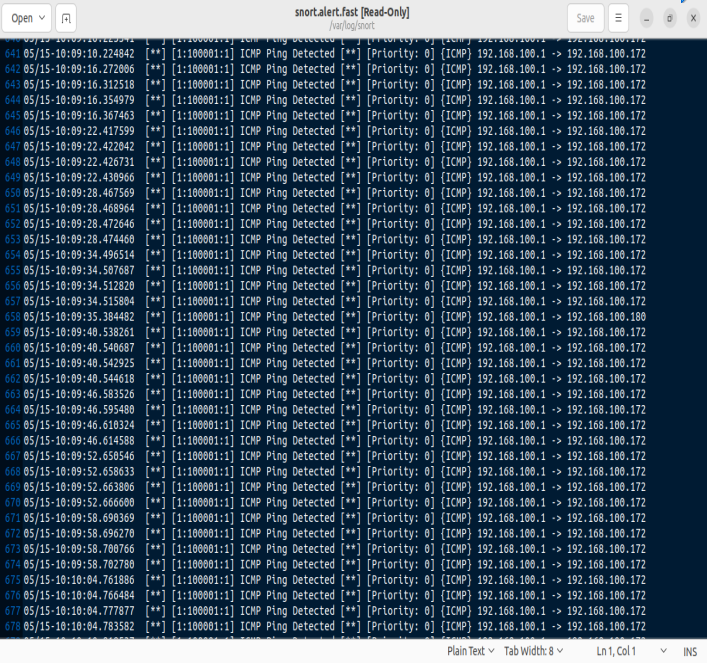 Open
snort.alert.fast [Read-Only]
/var/log/snort
Save
641 05/15-10:09:10.224842 [**] [1:100001:1] ICMP Ping Detected [**] [Priority: 0] {ICMP} 192.168.100.1 -> 192.168.100.172
642 05/15-10:09:16.272006 [**] [1:100001:1] ICMP Ping Detected [**] [Priority: 0] {ICMP} 192.168.100.1 -> 192.168.100.172
643 05/15-10:09:16.312518 [**] [1:100001:1] ICMP Ping Detected [**] [Priority: 0] {ICMP} 192.168.100.1 -> 192.168.100.172
644 05/15-10:09:16.354979 [**] [1:100001:1] ICMP Ping Detected [**] [Priority: 0] {ICMP} 192.168.100.1 -> 192.168.100.172
645 05/15-10:09:16.367463 [**] [1:100001:1] ICMP Ping Detected [**] [Priority: 0] {ICMP} 192.168.100.1 -> 192.168.100.172
646 05/15-10:09:22.417599 [**] [1:100001:1] ICMP Ping Detected [**] [Priority: 0] {ICMP} 192.168.100.1 -> 192.168.100.172
647 05/15-10:09:22.422042 [**] [1:100001:1] ICMP Ping Detected [**] [Priority: 0] {ICMP} 192.168.100.1 -> 192.168.100.172
648 05/15-10:09:22.426731 [**] [1:100001:1] ICMP Ping Detected [**] [Priority: 0] {ICMP} 192.168.100.1 -> 192.168.100.172
649 05/15-10:09:22.430966 [**] [1:100001:1] ICMP Ping Detected [**] [Priority: 0] {ICMP} 192.168.100.1 -> 192.168.100.172
650 05/15-10:09:28.467569 [**] [1:100001:1] ICMP Ping Detected [**] [Priority: 0] {ICMP} 192.168.100.1 -> 192.168.100.172
651 05/15-10:09:28.468964 [**] [1:100001:1] ICMP Ping Detected [**] [Priority: 0] {ICMP} 192.168.100.1 -> 192.168.100.172
652 05/15-10:09:28.472646 [**] [1:100001:1] ICMP Ping Detected [**] [Priority: 0] {ICMP} 192.168.100.1 -> 192.168.100.172
653 05/15-10:09:28.474460 [**] [1:100001:1] ICMP Ping Detected [**] [Priority: 0] {ICMP} 192.168.100.1 -> 192.168.100.172
654 05/15-10:09:34.496514 [**] [1:100001:1] ICMP Ping Detected [**] [Priority: 0] {ICMP} 192.168.100.1 -> 192.168.100.172
655 05/15-10:09:34.507687 [**] [1:100001:1] ICMP Ping Detected [**] [Priority: 0] {ICMP} 192.168.100.1 -> 192.168.100.172
656 05/15-10:09:34.512820 [**] [1:100001:1] ICMP Ping Detected [**] [Priority: 0] {ICMP} 192.168.100.1 -> 192.168.100.172
657 05/15-10:09:34.515804 [**] [1:100001:1] ICMP Ping Detected [**] [Priority: 0] {ICMP} 192.168.100.1 -> 192.168.100.172
658 05/15-10:09:35.384482 [**] [1:100001:1] ICMP Ping Detected [**] [Priority: 0] {ICMP} 192.168.100.1 -> 192.168.100.180
659 05/15-10:09:40.538261 [**] [1:100001:1] ICMP Ping Detected [**] [Priority: 0] {ICMP} 192.168.100.1 -> 192.168.100.172
660 05/15-10:09:40.540687 [**] [1:100001:1] ICMP Ping Detected [**] [Priority: 0] {ICMP} 192.168.100.1 -> 192.168.100.172
661 05/15-10:09:40.542925 [**] [1:100001:1] ICMP Ping Detected [**] [Priority: 0] {ICMP} 192.168.100.1 -> 192.168.100.172
662 05/15-10:09:40.544618 [**] [1:100001:1] ICMP Ping Detected [**] [Priority: 0] {ICMP} 192.168.100.1 -> 192.168.100.172
663 05/15-10:09:46.583526 [**] [1:100001:1] ICMP Ping Detected [**] [Priority: 0] {ICMP} 192.168.100.1 -> 192.168.100.172
664 05/15-10:09:46.595480 [**] [1:100001:1] ICMP Ping Detected [**] [Priority: 0] {ICMP} 192.168.100.1 -> 192.168.100.172
665 05/15-10:09:46.610324 [**] [1:100001:1] ICMP Ping Detected [**] [Priority: 0] {ICMP} 192.168.100.1 -> 192.168.100.172
666 05/15-10:09:46.614588 [**] [1:100001:1] ICMP Ping Detected [**] [Priority: 0] {ICMP} 192.168.100.1 -> 192.168.100.172
667 05/15-10:09:52.650546 [**] [1:100001:1] ICMP Ping Detected [**] [Priority: 0] {ICMP} 192.168.100.1 -> 192.168.100.172
668 05/15-10:09:52.658633 [**] [1:100001:1] ICMP Ping Detected [**] [Priority: 0] {ICMP} 192.168.100.1 -> 192.168.100.172
669 05/15-10:09:52.663806 [**] [1:100001:1] ICMP Ping Detected [**] [Priority: 0] {ICMP} 192.168.100.1 -> 192.168.100.172
670 05/15-10:09:52.666600 [**] [1:100001:1] ICMP Ping Detected [**] [Priority: 0] {ICMP} 192.168.100.1 -> 192.168.100.172
671 05/15-10:09:58.690369 [**] [1:100001:1] ICMP Ping Detected [**] [Priority: 0] {ICMP} 192.168.100.1 -> 192.168.100.172
672 05/15-10:09:58.696270 [**] [1:100001:1] ICMP Ping Detected [**] [Priority: 0] {ICMP} 192.168.100.1 -> 192.168.100.172
673 05/15-10:09:58.700766 [**] [1:100001:1] ICMP Ping Detected [**] [Priority: 0] {ICMP} 192.168.100.1 -> 192.168.100.172
674 05/15-10:09:58.702780 [**] [1:100001:1] ICMP Ping Detected [**] [Priority: 0] {ICMP} 192.168.100.1 -> 192.168.100.172
675 05/15-10:10:04.761886 [**] [1:100001:1] ICMP Ping Detected [**] [Priority: 0] {ICMP} 192.168.100.1 -> 192.168.100.172
676 05/15-10:10:04.766484 [**] [1:100001:1] ICMP Ping Detected [**] [Priority: 0] {ICMP} 192.168.100.1 -> 192.168.100.172
677 05/15-10:10:04.777877 [**] [1:100001:1] ICMP Ping Detected [**] [Priority: 0] {ICMP} 192.168.100.1 -> 192.168.100.172
678 05/15-10:10:04.783582 [**] [1:100001:1] ICMP Ping Detected [**] [Priority: 0] {ICMP} 192.168.100.1 -> 192.168.100.172
Plain Text Tab Width: 8 Ln 1, Col 1 INS